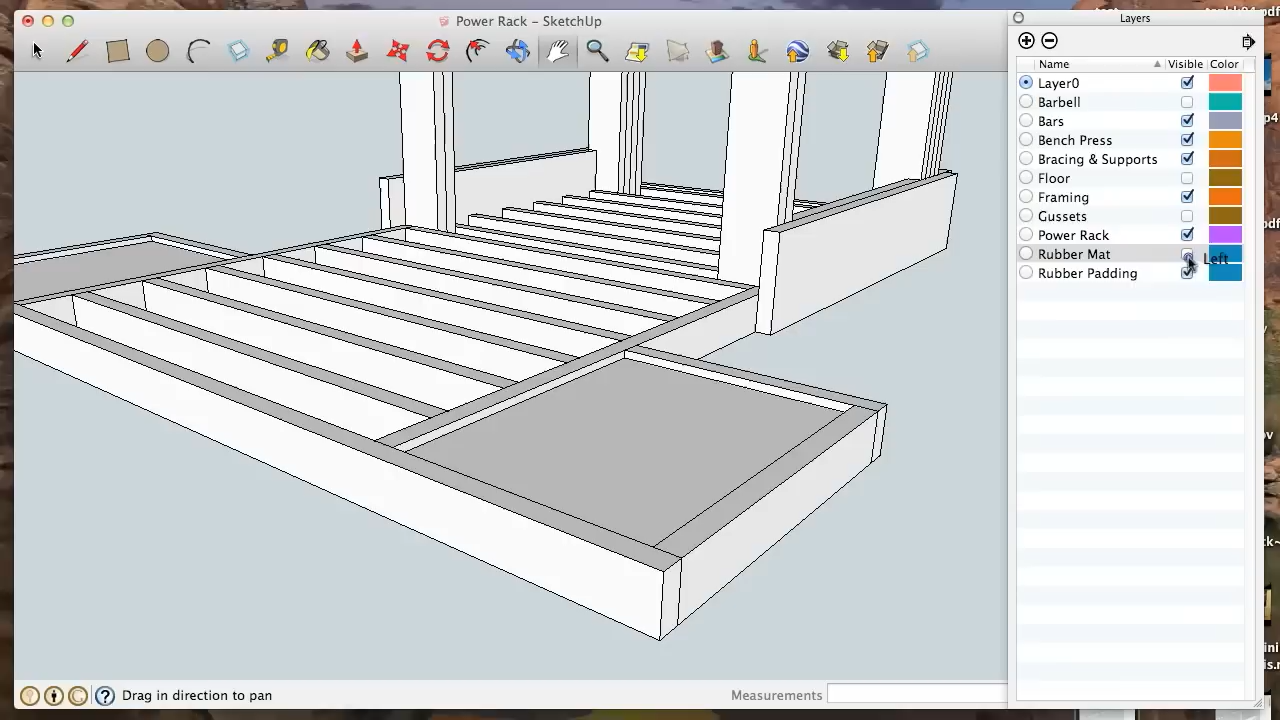 Power Rack – SketchUp
Layers
Name
Visible
Color
Layer0
Barbell
Bars
Bench Press
Bracing & Supports
Floor
Framing
Gussets
Power Rack
Rubber Mat
Left
Rubber Padding
Drag in direction to pan
Measurements